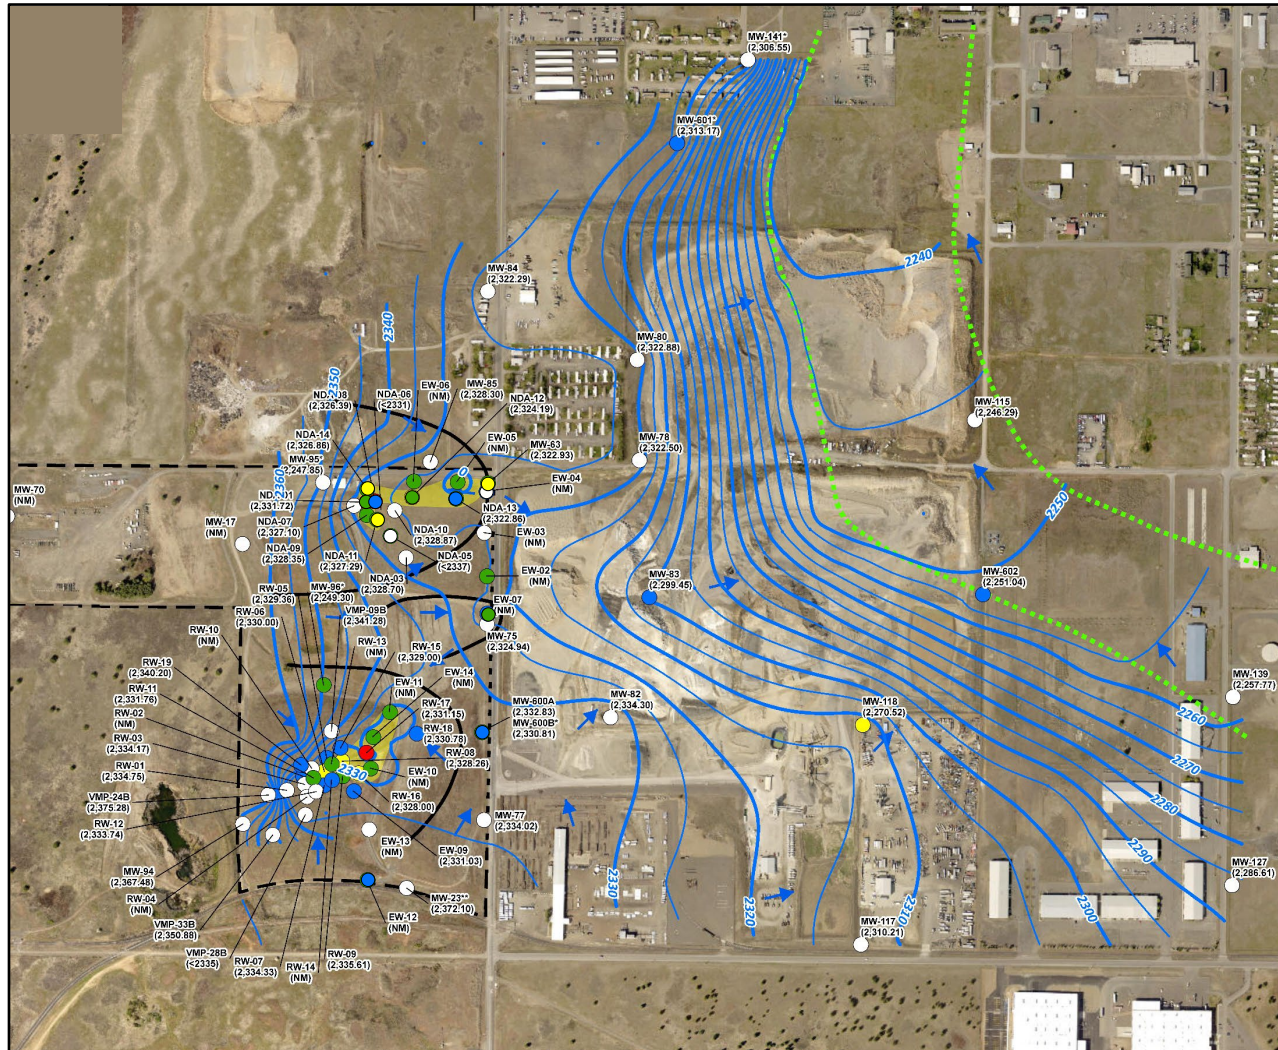 MW-141*
(2,306.55)
MW-601*
(2,313.17)
2240
MW-84
(2,322.29)
2340
MW-80
(2,322.88)
2350
EW-06
(NM)
MW-85
(2,328.30)
NDA-06
(<2331)
NDA-12
(2,324.19)
(2,326.39)
MW-115
(2,246.29)
NDA-14
(2,326.86)
EW-05
(NM)
MW-63
(2,322.93)
MW-78
(2,322.50)
MW-95*
(2,247.85)
2360
EW-04
(NM)
MW-70
(NM)
(2,331.72)
NDA-13
(2,322.86)
2250
MW-17
(NM)
NDA-07
(2,327.10)
NDA-10
(2,328.87)
EW-03
(NM)
NDA-09
(2,328.35)
NDA-11
(2,327.29)
NDA-05
(<2337)
NDA-03
(2,328.70)
EW-02
(NM)
MW-83
(2,299.45)
MW-602
(2,251.04)
RW-05
(2,329.36)
MW-96*
(2,249.30)
EW-07
(NM)
RW-06
(2,330.00)
VMP-09B
(2,341.28)
RW-10
(NM)
RW-13
(NM)
RW-15
(2,329.00)
MW-75
(2,324.94)
EW-14
(NM)
RW-19
(2,340.20)
EW-11
(NM)
RW-11
(2,331.76)
RW-17
(2,331.15)
MW-600A
(2,332.83)
MW-600B*
(2,330.81)
MW-82
(2,334.30)
MW-118
(2,270.52)
MW-139
(2,257.77)
2260
RW-02
(NM)
RW-18
(2,330.78)
RW-03
(2,334.17)
RW-08
(2,328.26)
RW-01
(2,334.75)
2330
EW-10
(NM)
2270
VMP-24B
(2,375.28)
RW-16
(2,328.00)
2280
RW-12
(2,333.74)
MW-77
(2,334.02)
EW-13
(NM)
EW-09
(2,331.03)
2290
MW-94
(2,367.48)
MW-127
(2,286.61)
RW-04
(NM)
MW-23**
(2,372.10)
2330
2320
2310
2300
VMP-33B
(2,350.88)
EW-12
(NM)
MW-117
(2,310.21)
VMP-28B
(<2335)
RW-07
(2,334.33)
RW-14
(NM)
RW-09
(2,335.61)